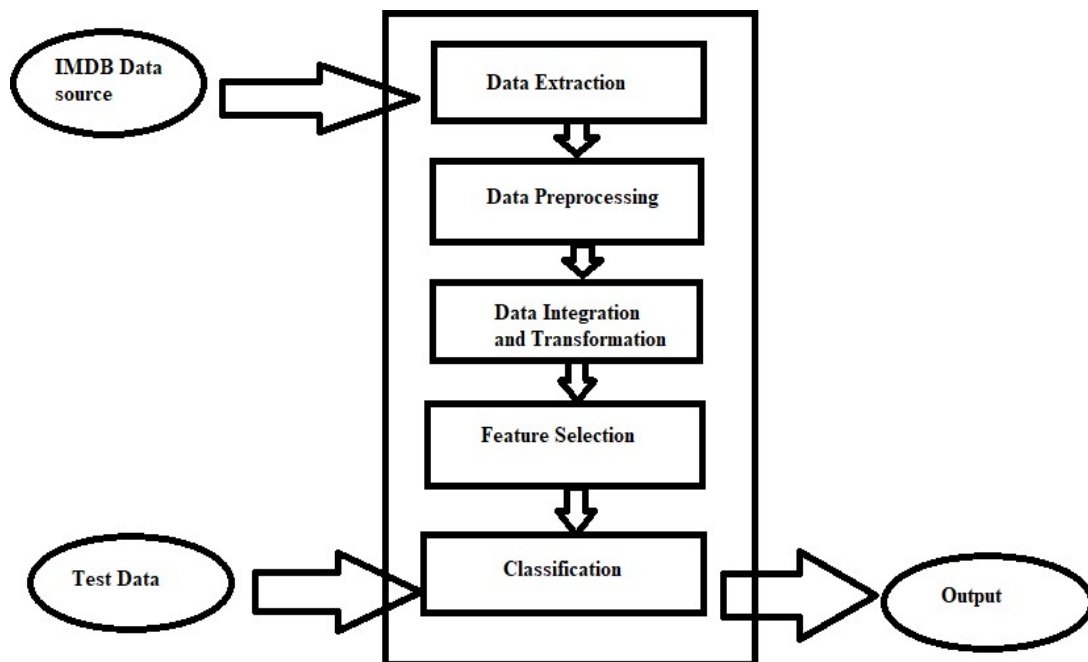 IMDB Data
source
Data Extraction
Data Preprocessing
Data Integration
and Transformation
Feature Selection
Test Data
Classification
Output